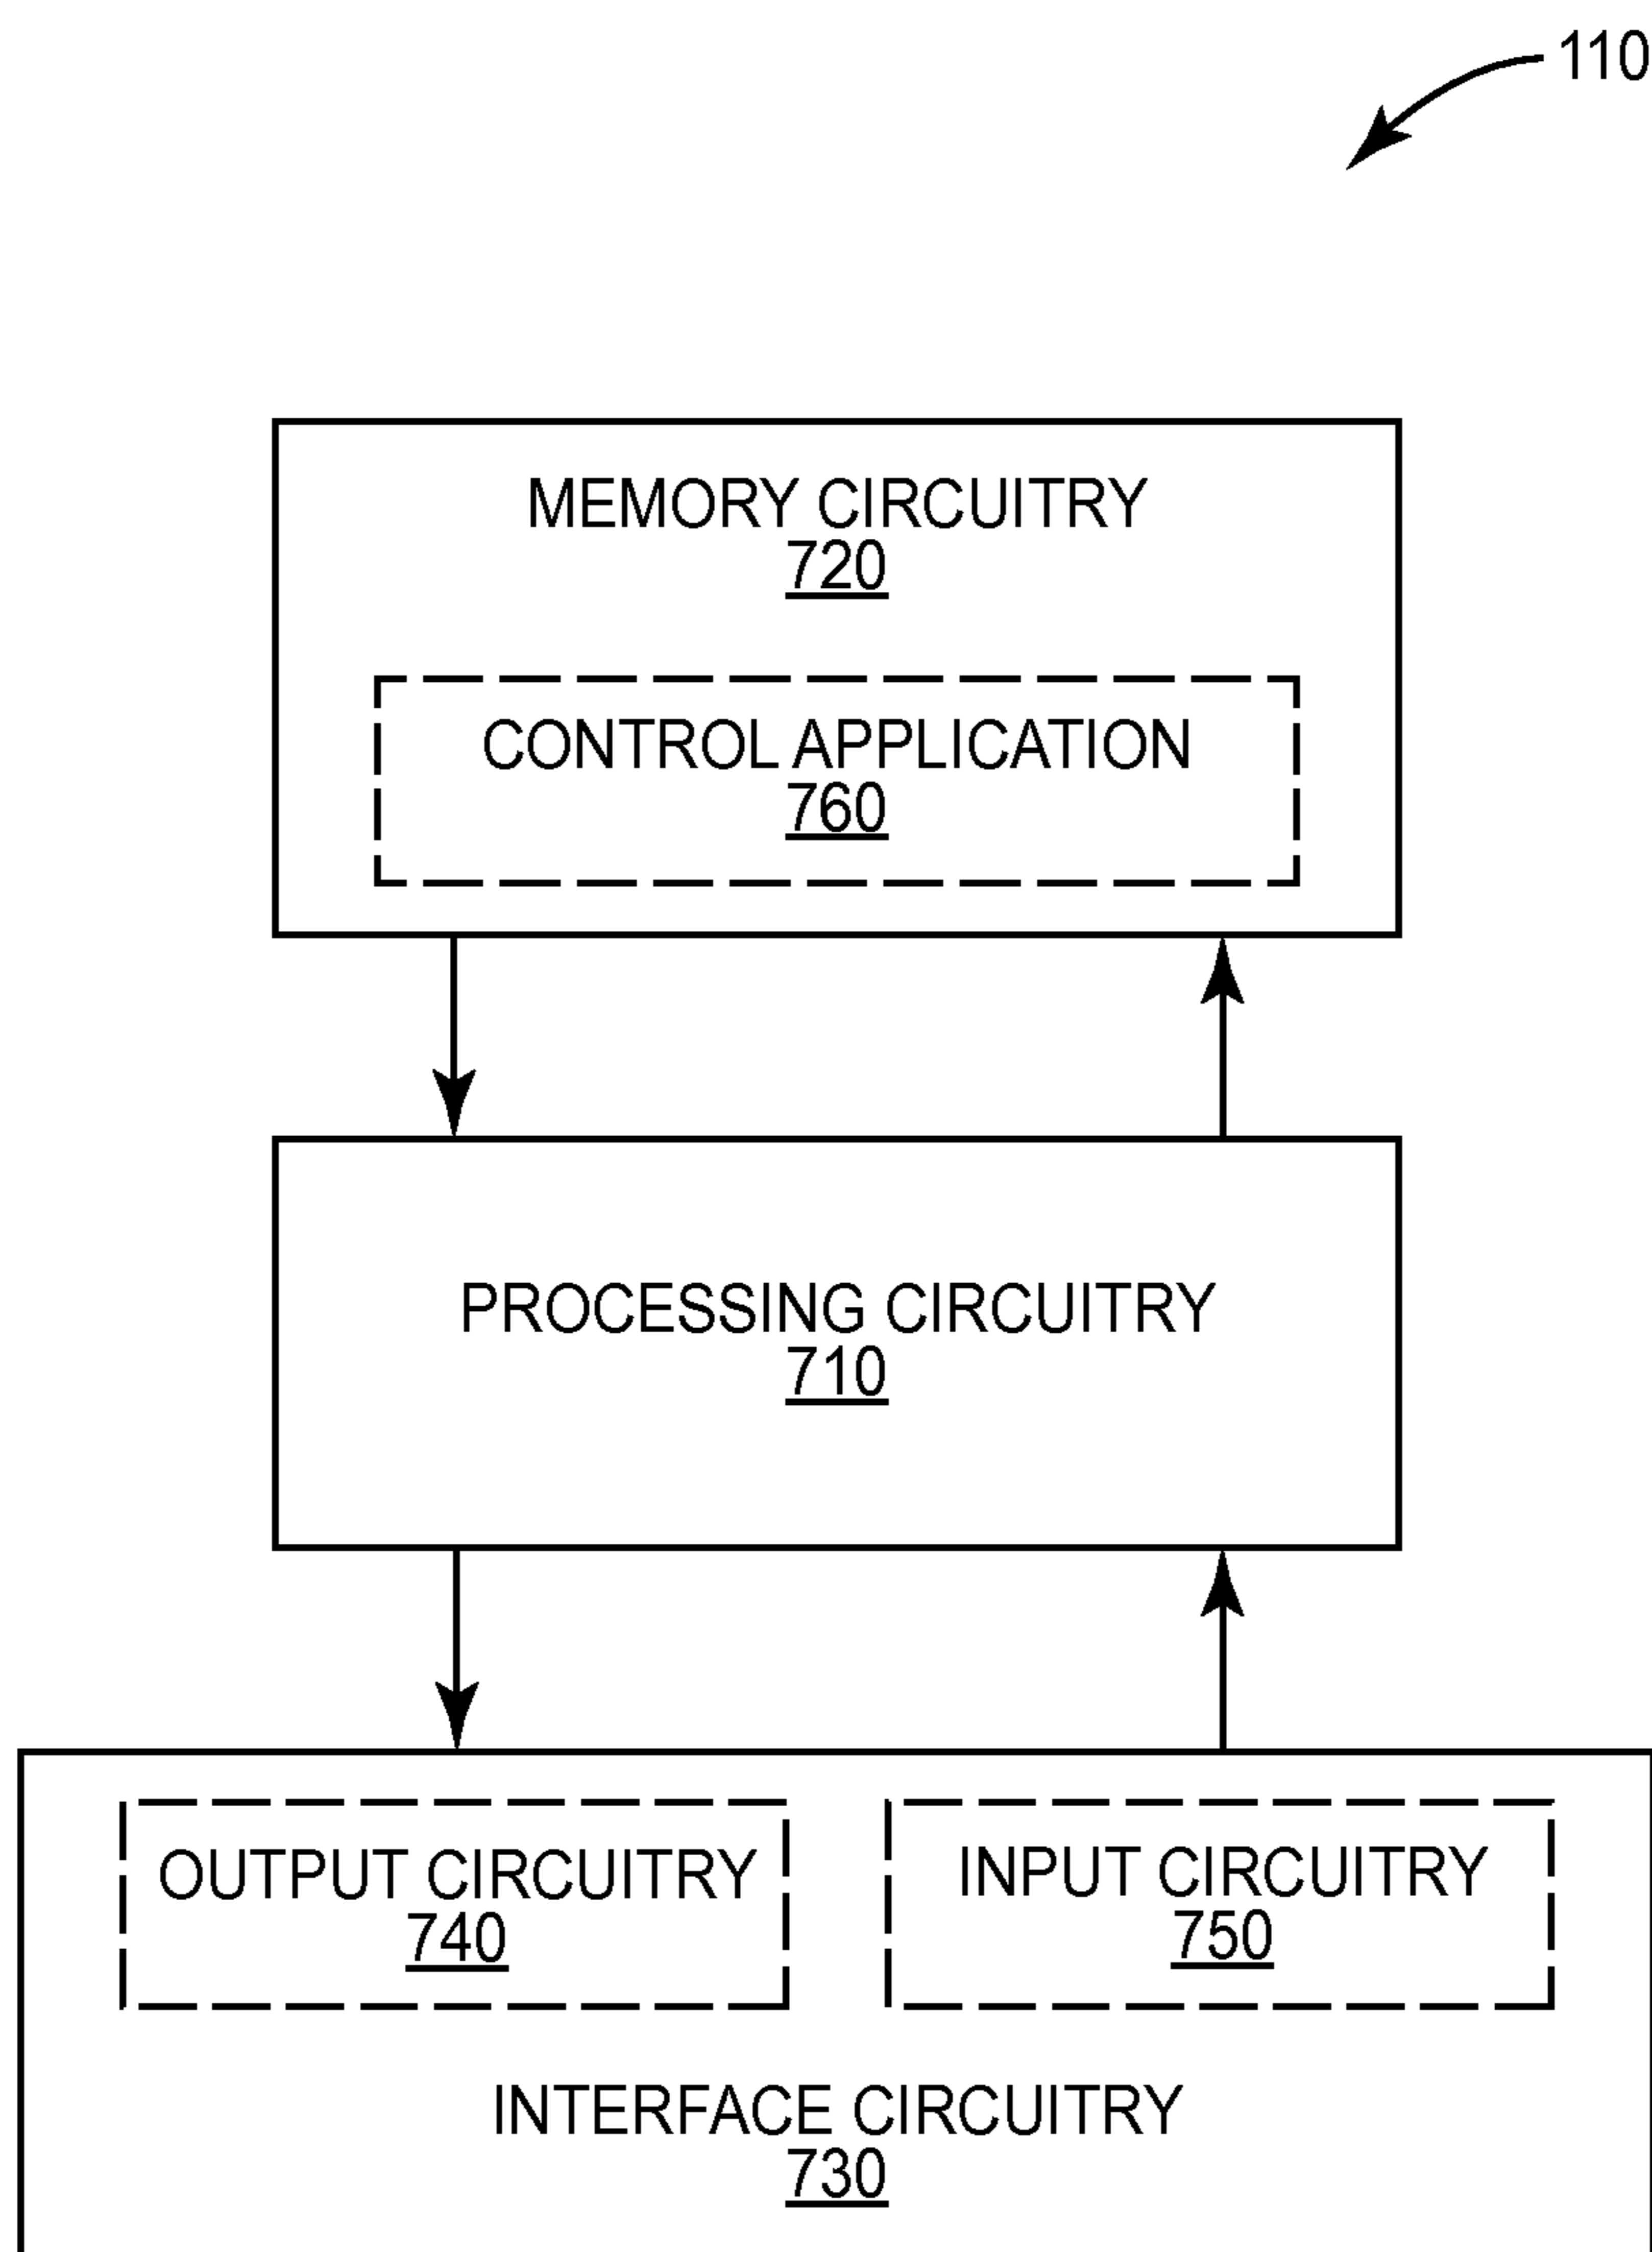 110
MEMORY CIRCUITRY
720
CONTROL APPLICATION
760
PROCESSING CIRCUITRY
710
OUTPUT CIRCUITRY
740
INPUT CIRCUITRY
750
INTERFACE CIRCUITRY
730